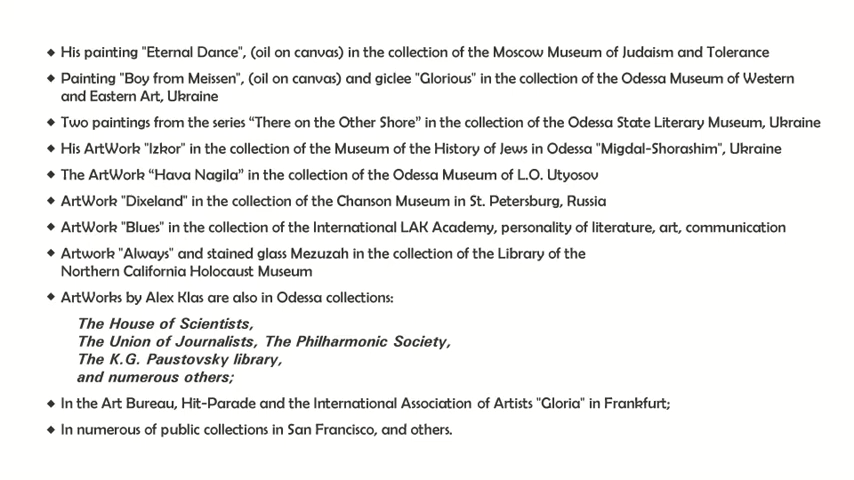 ◆ His painting "Eternal Dance", (oil on canvas) in the collection of the Moscow Museum of Judaism and Tolerance
◆ Painting "Boy from Meissen", (oil on canvas) and giclee "Glorious" in the collection of the Odessa Museum of Western
and Eastern Art, Ukraine
◆ Two paintings from the series “There on the Other Shore” in the collection of the Odessa State Literary Museum, Ukraine
◆ His ArtWork "Izkor" in the collection of the Museum of the History of Jews in Odessa "Migdal-Shorashim", Ukraine
◆ The ArtWork “Hava Nagila” in the collection of the Odessa Museum of L.O. Utyosov
◆ ArtWork "Dixeland" in the collection of the Chanson Museum in St. Petersburg, Russia
◆ ArtWork "Blues" in the collection of the International LAK Academy, personality of literature, art, communication
◆ Artwork "Always" and stained glass Mezuzah in the collection of the Library of the
Northern California Holocaust Museum
◆ ArtWorks by Alex Klas are also in Odessa collections:
The House of Scientists,
The Union of Journalists, The Philharmonic Society,
The K.G. Paustovsky library,
and numerous others;
◆ In the Art Bureau, Hit-Parade and the International Association of Artists "Gloria" in Frankfurt;
◆ In numerous of public collections in San Francisco, and others.